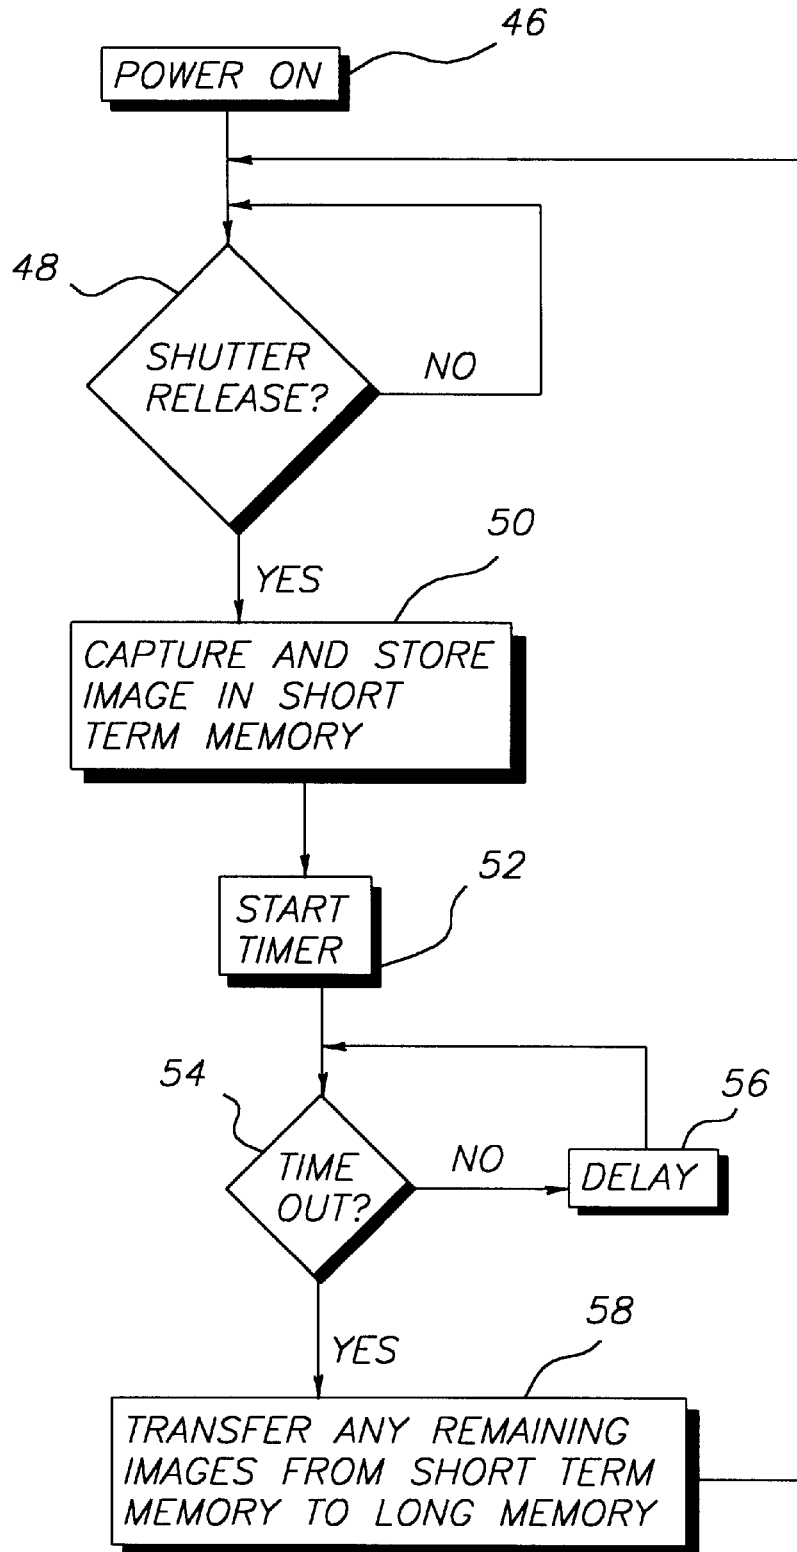 46
POWER ON
48
SHUTTER
RELEASE?
NO
YES
50
CAPTURE AND STORE
IMAGE IN SHORT
TERM MEMORY
52
START
TIMER
54
TIME
OUT?
NO
56
DELAY
YES
58
TRANSFER ANY REMAINING
IMAGES FROM SHORT TERM
MEMORY TO LONG MEMORY